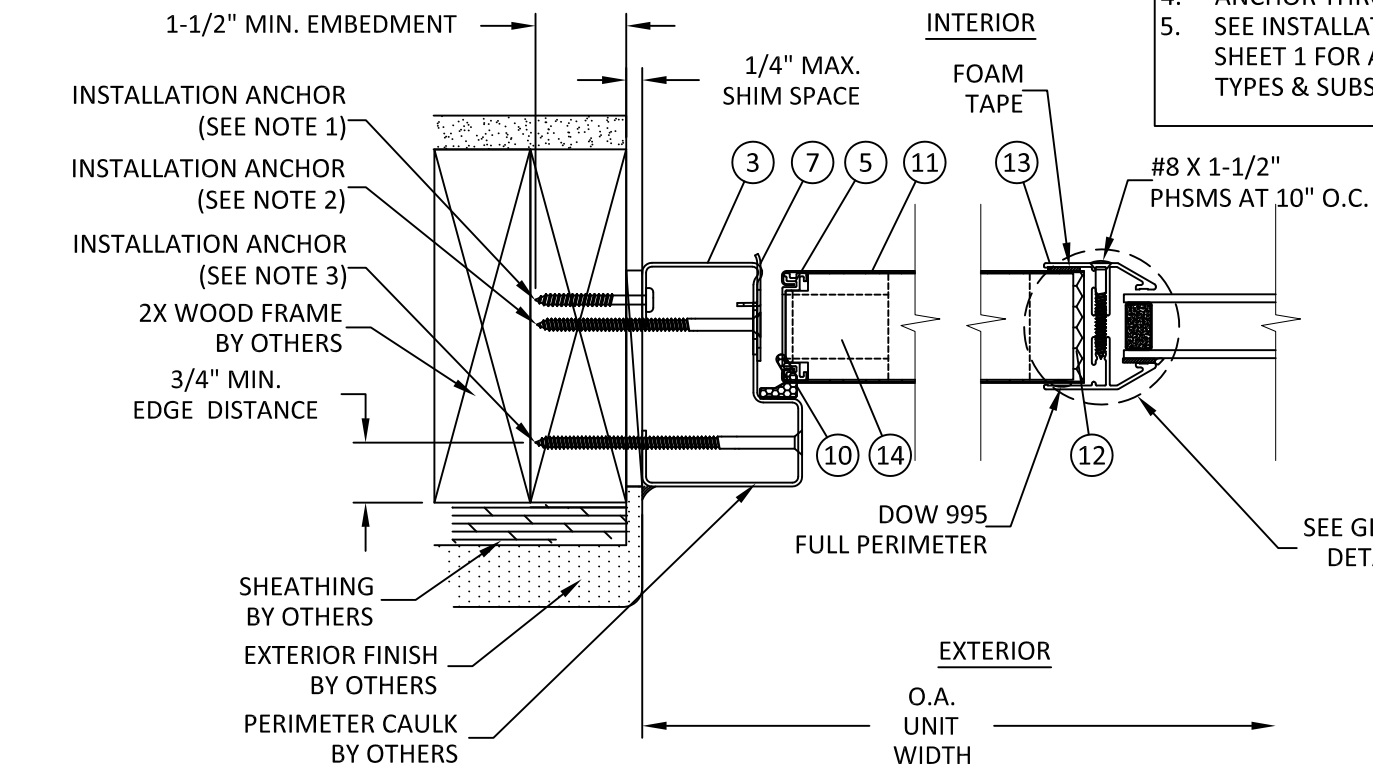 1-1/2" MIN. EMBEDMENT
INTERIOR
4.
5. SEE
SHEET 1 FOR
TYPES &
1/4" MAX.
SHIM SPACE
FOAM
TAPE
INSTALLATION ANCHOR
(SEE NOTE 1)
INSTALLATION ANCHOR
(SEE NOTE 2)
INSTALLATION ANCHOR
(SEE NOTE 3)
2X WOOD FRAME
BY OTHERS
3/4" MIN.
EDGE DISTANCE
3
7
5
11
13
#8 X 1-1/2"
PHSMS AT 10" O.C.
10
14
12
DOW 995
FULL PERIMETER
SEE
SHEATHING
BY OTHERS
EXTERIOR FINISH
BY OTHERS
PERIMETER CAULK
BY OTHERS
EXTERIOR
O.A.
UNIT
WIDTH